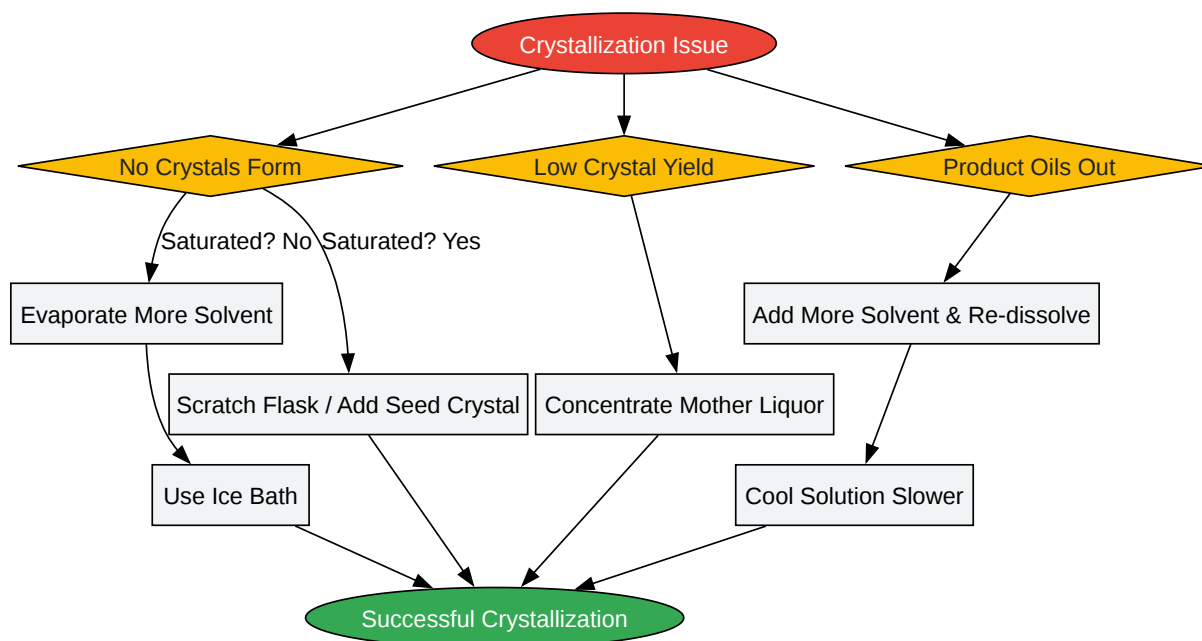 Crystallization Issue
No Crystals Form
Low Crystal Yield
Product Oils Out
Saturated? No
Saturated? Yes
Evaporate More Solvent
Add More Solvent & Re-dissolve
Scratch Flask / Add Seed Crystal
Concentrate Mother Liquor
Use Ice Bath
Cool Solution Slower
Successful Crystallization